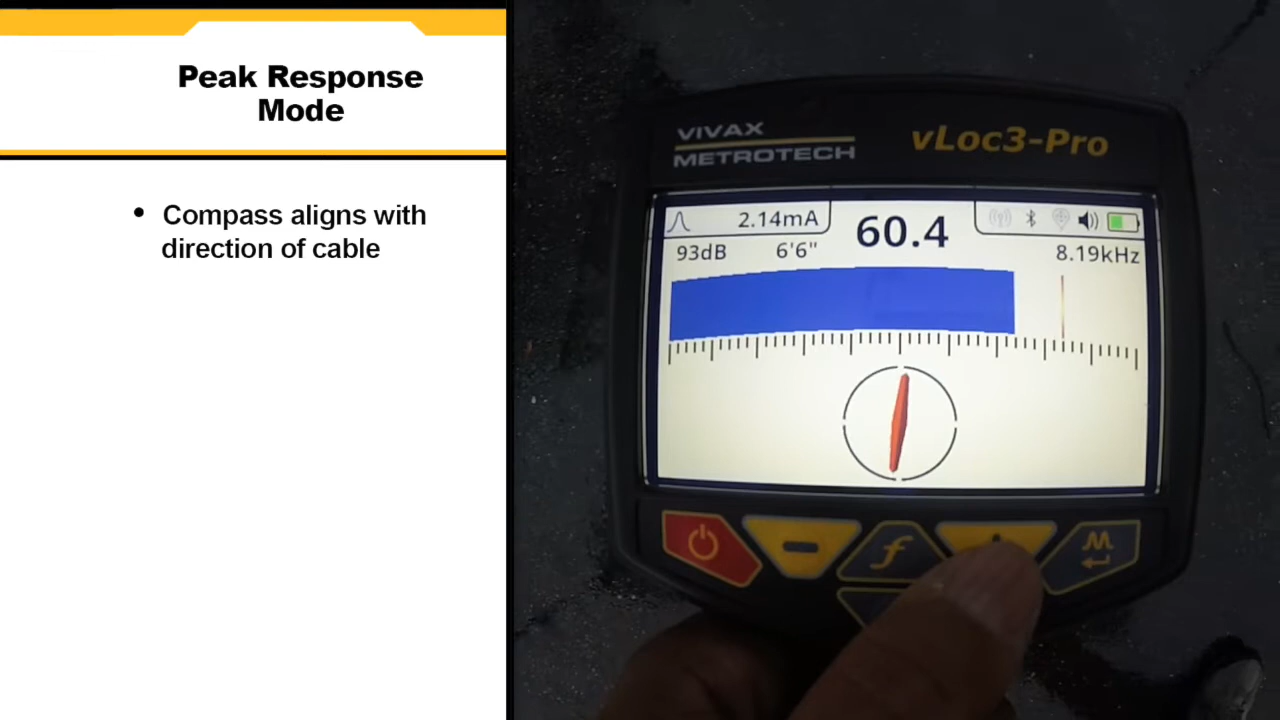 Peak Response
Mode
• Compass aligns with
direction of cable
VIVAX
METROTECH
vLoc3-Pro
2.14mA
60.4
93dB
6'6"
8.19kHz
f